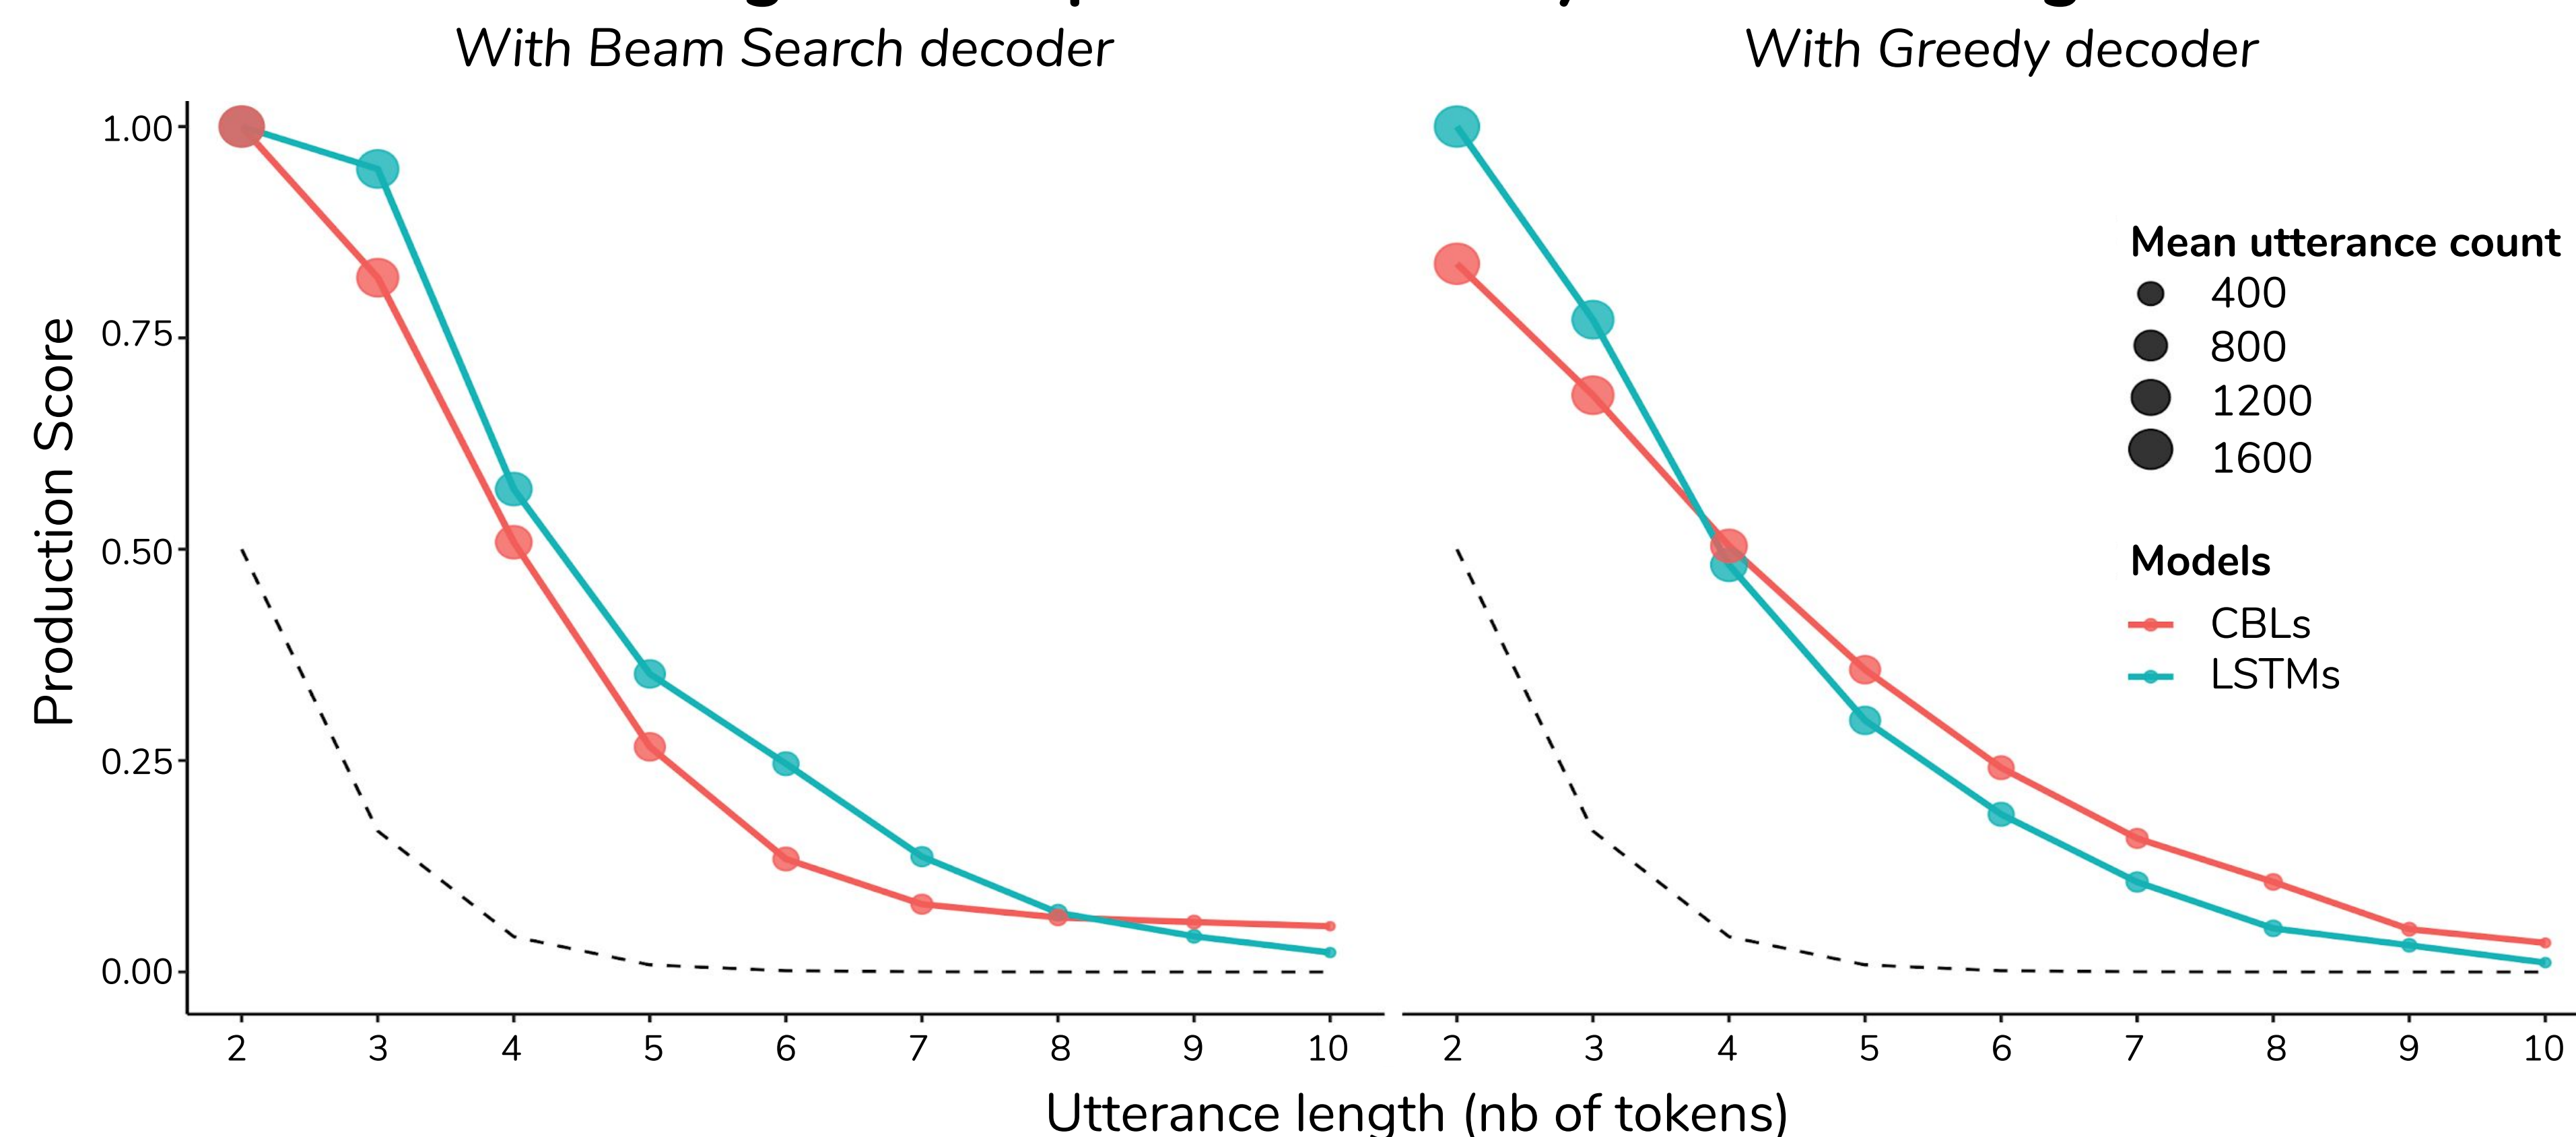 With Beam Search decoder
With Greedy decoder
Production Score
1.00
0.75
0.50
0.25
0.00
2 3 4 5 6 7 8 9 10
2 3 4 5 6 7 8 9 10
Utterance length (nb of tokens)
Mean utterance count
400
800
1200
1600
Models
CBLs
LSTMs